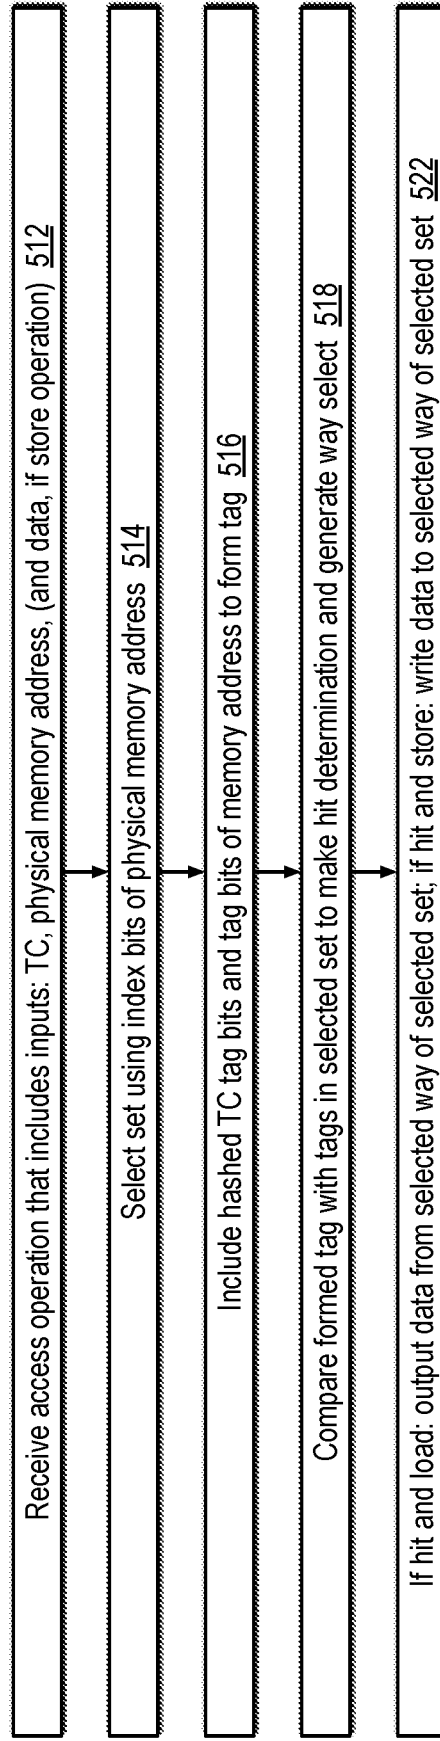 Receive access operation that includes inputs: TC, physical memory address, (and data, if store operation) 512
Select set using index bits of physical memory address 514
Include hashed TC tag bits and tag bits of memory address to form tag 516
Compare formed tag with tags in selected set to make hit determination and generate way select 518
If hit and load: output data from selected way of selected set; if hit and store: write data to selected way of selected set 522